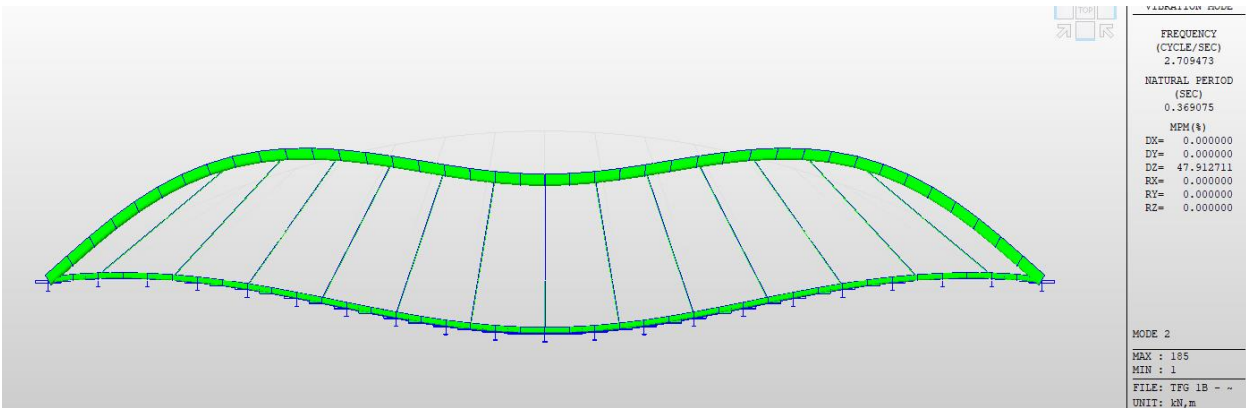 TOP
VIBRATION MODE
FREQUENCY
(CYCLE/SEC)
2.709473
NATURAL PERIOD
(SEC)
0.369075
MPM(%)
DX= 0.000000
DY= 0.000000
DZ= 47.912711
RX= 0.000000
RY= 0.000000
RZ= 0.000000
MODE 2
MAX : 185
MIN : 1
FILE: TFG 1B - ~
UNIT: kN,m